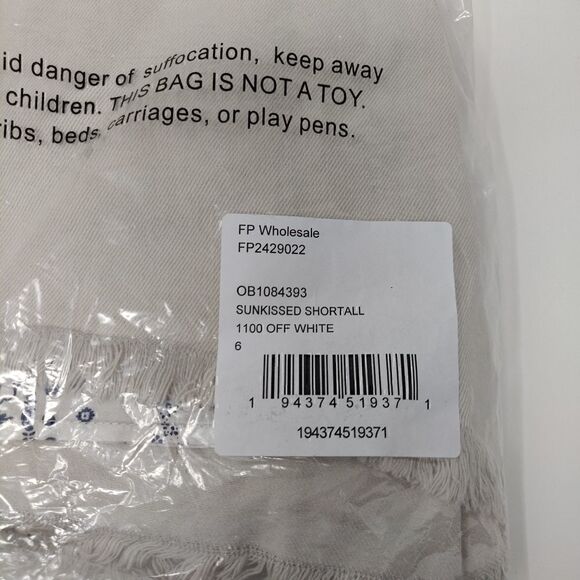 id danger of suffocation, keep away
children. THIS BAG IS NOT A TOY.
ribs, beds, carriages, or play pens.
FP Wholesale
FP2429022
OB1084393
SUNKISSED SHORTALL
1100 OFF WHITE
6
1 94374 51937 1
194374519371